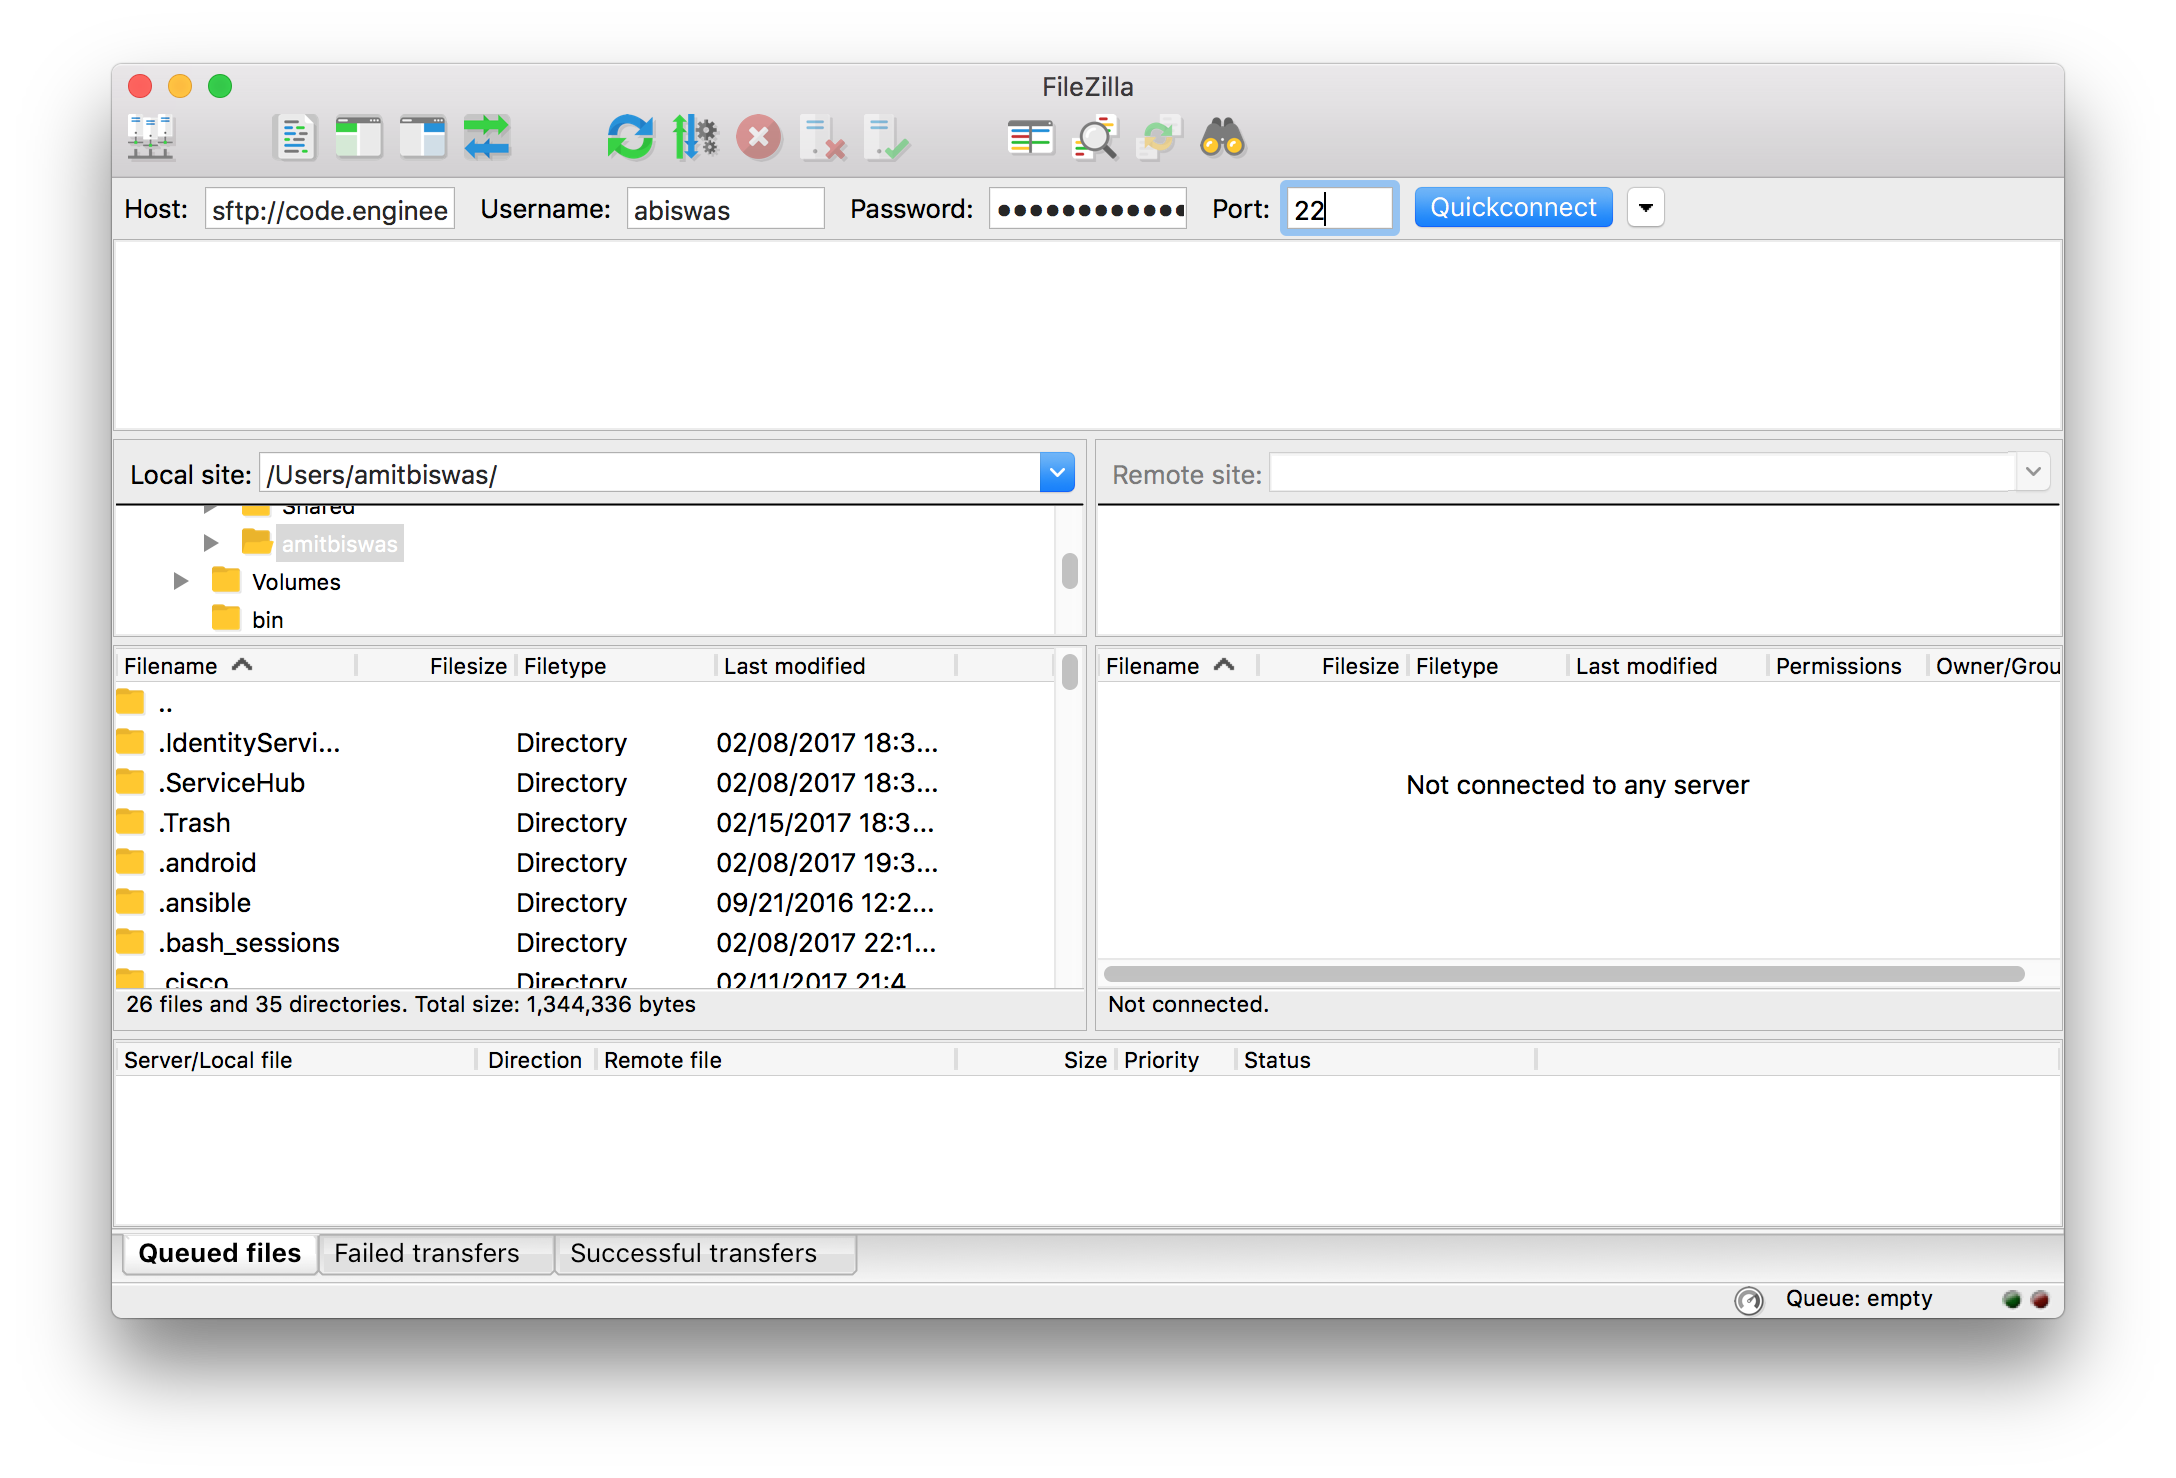 FileZilla
Host: sftp://code.enginee Username: abiswas Password: ●●●●●●●●●●●● Port: 22 Quickconnect
Local site: /Users/amitbiswas/ Remote site:
Shared
amitbiswas
Volumes
bin
Filename Filesize Filetype Last modified
..
.IdentityServi... Directory 02/08/2017 18:3...
.ServiceHub Directory 02/08/2017 18:3...
.Trash Directory 02/15/2017 18:3...
.android Directory 02/08/2017 19:3...
.ansible Directory 09/21/2016 12:2...
.bash_sessions Directory 02/08/2017 22:1...
.cisco Directory 02/11/2017 21:4
26 files and 35 directories. Total size: 1,344,336 bytes
Filename Filesize Filetype Last modified Permissions Owner/Grou
Not connected to any server
Not connected.
Server/Local file Direction Remote file Size Priority Status
Queued files Failed transfers Successful transfers
Queue: empty